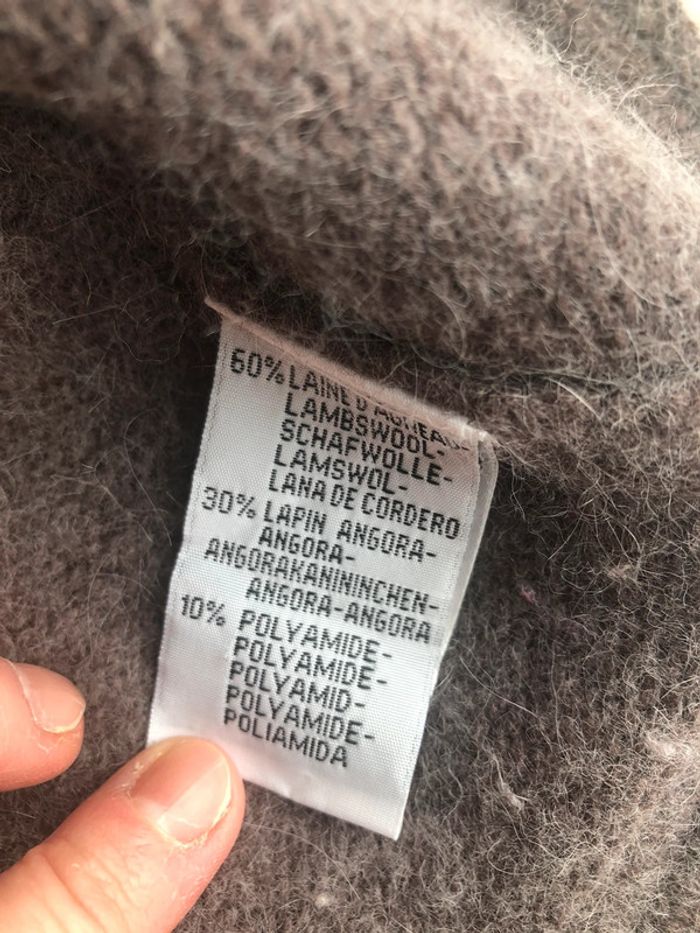 60% LAINE D'AGNEAU-
LAMBSWOOL-
SCHAFWOLLE-
LAMSWOL-
LANA DE CORDERO
30% LAPIN ANGORA-
ANGORA-
ANGORAKANININCHEN-
ANGORA-ANGORA
10% POLYAMIDE-
POLYAMIDE-
POLYAMID-
POLYAMIDE-
POLIAMIDA